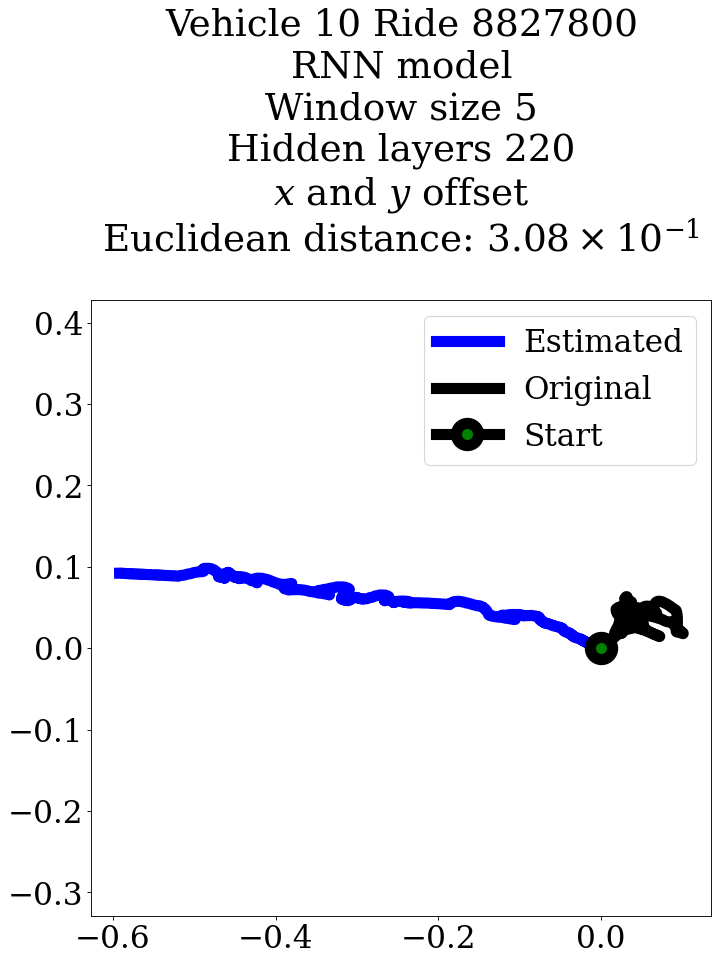 Vehicle 10 Ride 8827800
RNN model
Window size 5
Hidden layers 220
x and y offset
Euclidean distance: 3.08 × 10⁻¹
Estimated
Original
Start
0.4
0.3
0.2
0.1
0.0
−0.1
−0.2
−0.3
−0.6 −0.4 −0.2 0.0